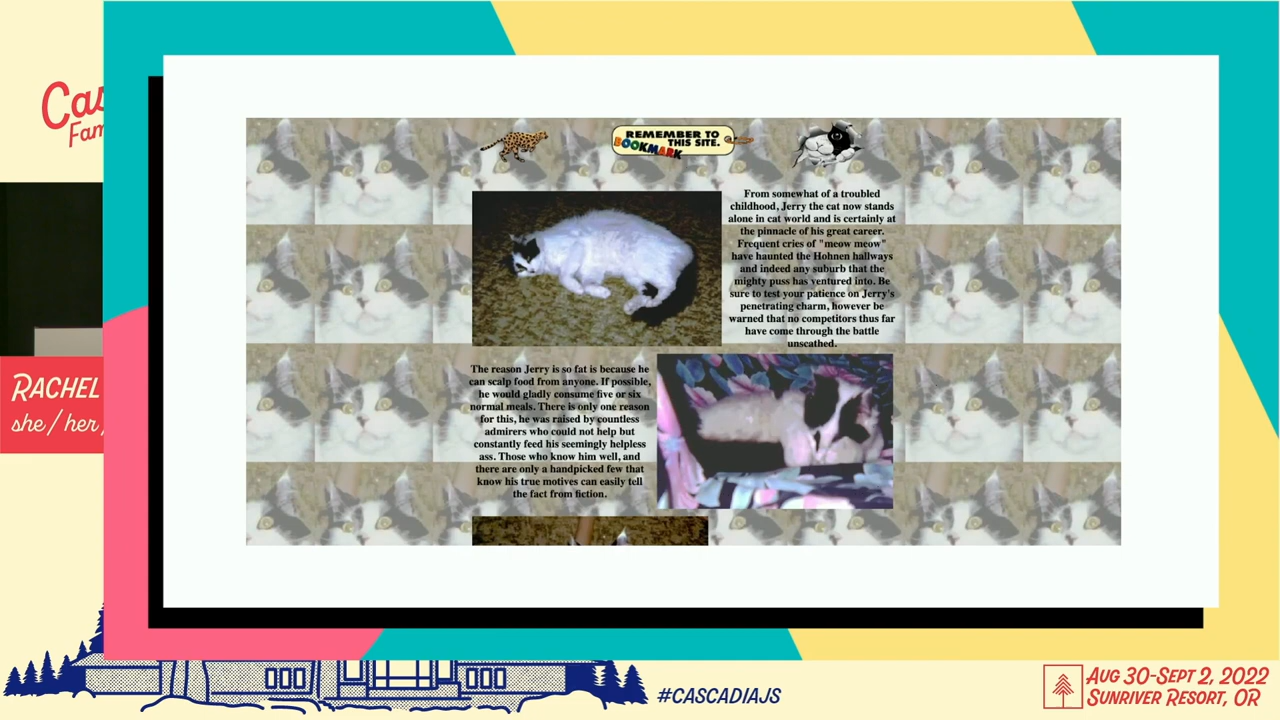 Cas
Fam
REMEMBER TO
THIS SITE.
BOOKMARK
From somewhat of a troubled
childhood, Jerry the cat now stands
alone in cat world and is certainly at
the pinnacle of his great career.
Frequent cries of "meow meow"
have haunted the Hohnen hallways
and indeed any suburb that the
mighty puss has ventured into. Be
sure to test your patience on Jerry's
penetrating charm, however be
warned that no competitors thus far
have come through the battle
unscathed.
The reason Jerry is so fat is because he
can scalp food from anyone. If possible,
he would gladly consume five or six
normal meals. There is only one reason
for this, he was raised by countless
admirers who could not help but
constantly feed his seemingly helpless
ass. Those who know him well, and
there are only a handpicked few that
know his true motives can easily tell
the fact from fiction.
RACHEL
she/her/
#CASCADIAJS
AUG 30-SEPT 2, 2022
SUNRIVER RESORT, OR